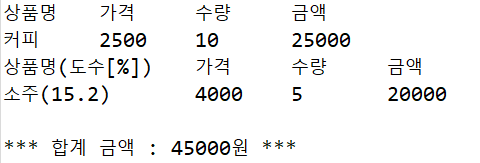 상품명 가격 수량 금액
커피 2500 10 25000
상품명(도수[%]) 가격 수량 금액
소주(15.2) 4000 5 20000
*** 합계 금액 : 45000원 ***